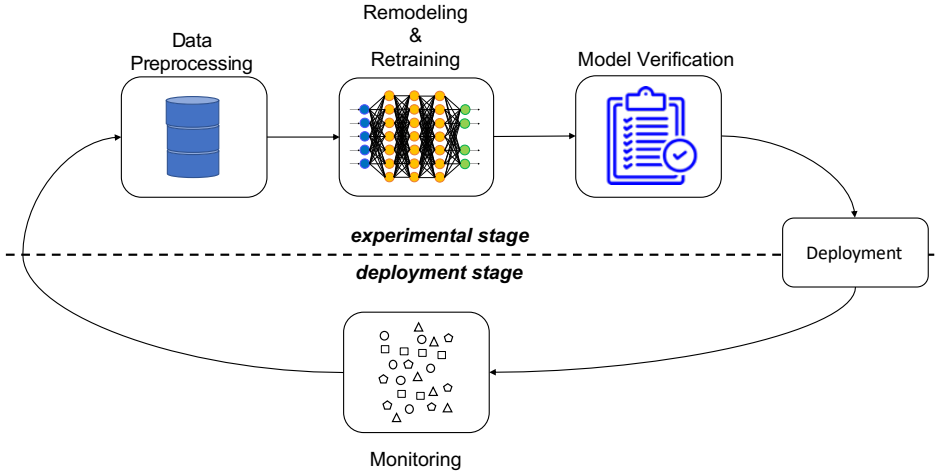 Data
Preprocessing
Remodeling
&
Retraining
Model Verification
experimental stage
deployment stage
Deployment
Monitoring